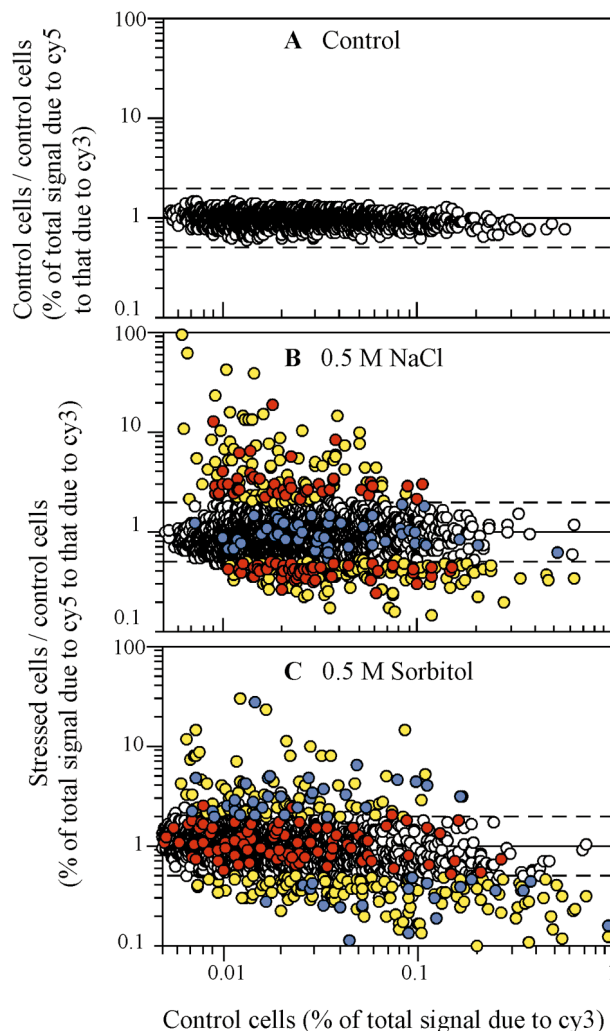 A Control
Control cells / control cells
(% of total signal due to cy5
to that due to cy3)
100
10
1
0.1
B 0.5 M NaCl
100
10
1
0.1
C 0.5 M Sorbitol
100
10
1
0.1
Stressed cells / control cells
(% of total signal due to cy5 to that due to cy3)
0.01
0.1
1
Control cells (% of total signal due to cy3)